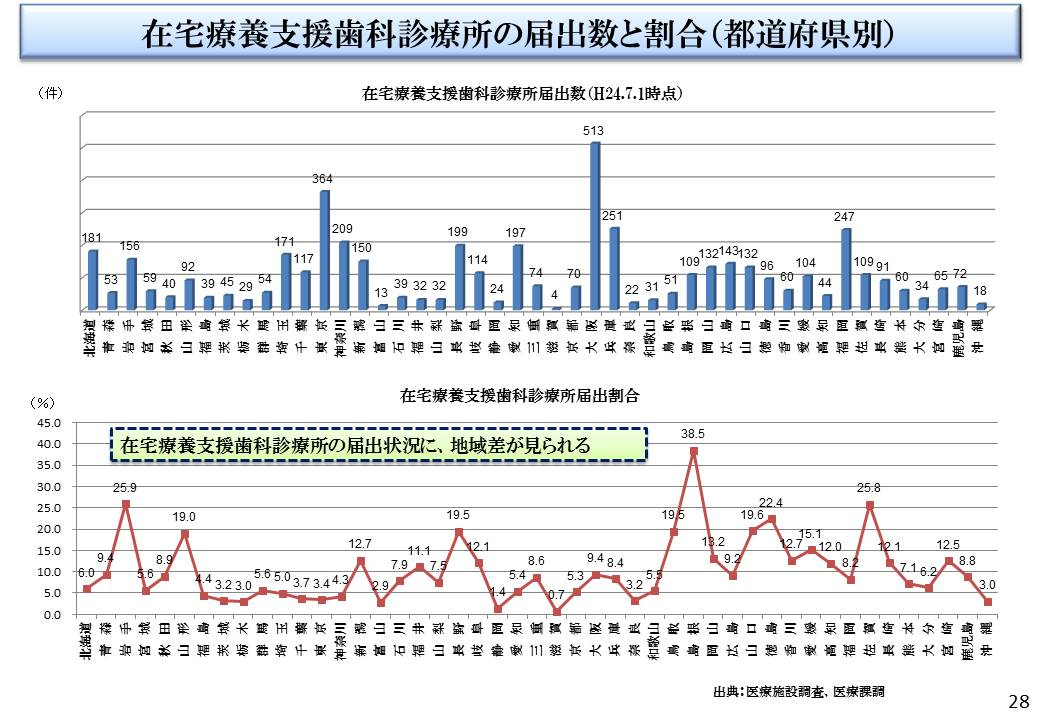 在宅療養支援歯科診療所の届出数と割合（都道府県別）
（件）
在宅療養支援歯科診療所届出数（H24.7.1時点）
181 53 156 59 40 92 39 45 29 54 171 117 364 209 150 13 39 32 32 199 114 24 197 74 4 70 513 251 22 31 51 109 132 143 132 96 60 104 44 247 109 91 60 34 65 72 18
北海道 青森 岩手 宮城 秋田 山形 福島 茨城 栃木 群馬 埼玉 千葉 東京 神奈川 新潟 富山 石川 福井 山梨 長野 岐阜 静岡 愛知 三重 滋賀 京都 大阪 兵庫 奈良 和歌山 鳥取 島根 岡山 広島 山口 徳島 香川 愛媛 高知 福岡 佐賀 長崎 熊本 大分 宮崎 鹿児島 沖縄
在宅療養支援歯科診療所届出割合
（％）
45.0
40.0
35.0
30.0
25.0
20.0
15.0
10.0
5.0
0.0
在宅療養支援歯科診療所の届出状況に、地域差が見られる
6.0 9.4 25.9 5.6 8.9 19.0 4.4 3.2 3.0 5.6 5.0 3.7 3.4 4.3 12.7 2.9 7.9 11.1 7.5 19.5 12.1 1.4 5.4 8.6 0.7 5.3 9.4 8.4 3.2 5.5 19.5 38.5 13.2 9.2 19.6 22.4 12.7 15.1 12.0 8.2 25.8 12.1 7.1 6.2 12.5 8.8 3.0
北海道 青森 岩手 宮城 秋田 山形 福島 茨城 栃木 群馬 埼玉 千葉 東京 神奈川 新潟 富山 石川 福井 山梨 長野 岐阜 静岡 愛知 三重 滋賀 京都 大阪 兵庫 奈良 和歌山 鳥取 島根 岡山 広島 山口 徳島 香川 愛媛 高知 福岡 佐賀 長崎 熊本 大分 宮崎 鹿児島 沖縄
出典：医療施設調査、医療課調
28